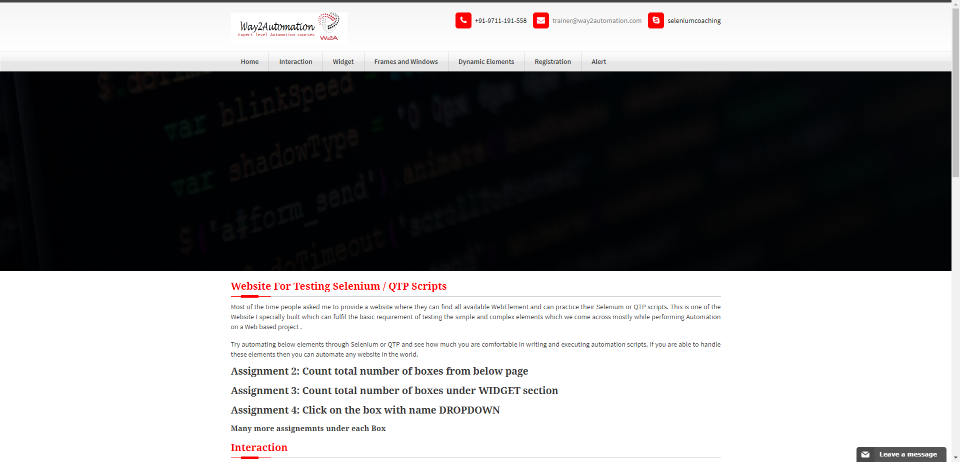 Way2Automation
Expert level Automation courses
W2A
+91-9711-191-558
trainer@way2automation.com
seleniumcoaching
Home
Interaction
Widget
Frames and Windows
Dynamic Elements
Registration
Alert
var blinkSpeed
var shadowType = '0 0px 0px
$('a#form_send').animate(
Website For Testing Selenium / QTP Scripts
Most of the time people asked me to provide a website where they can find all available WebElement and can practice their Selenium or QTP scripts. This is one of the
Website I specially built which can fulfil the basic requirement of testing the simple and complex elements which we come across mostly while performing Automation
on a Web based project .
Try automating below elements through Selenium or QTP and see how much you are comfortable in writing and executing automation scripts. If you are able to handle
these elements then you can automate any website in the world.
Assignment 2: Count total number of boxes from below page
Assignment 3: Count total number of boxes under WIDGET section
Assignment 4: Click on the box with name DROPDOWN
Many more assignemnts under each Box
Interaction
Leave a message